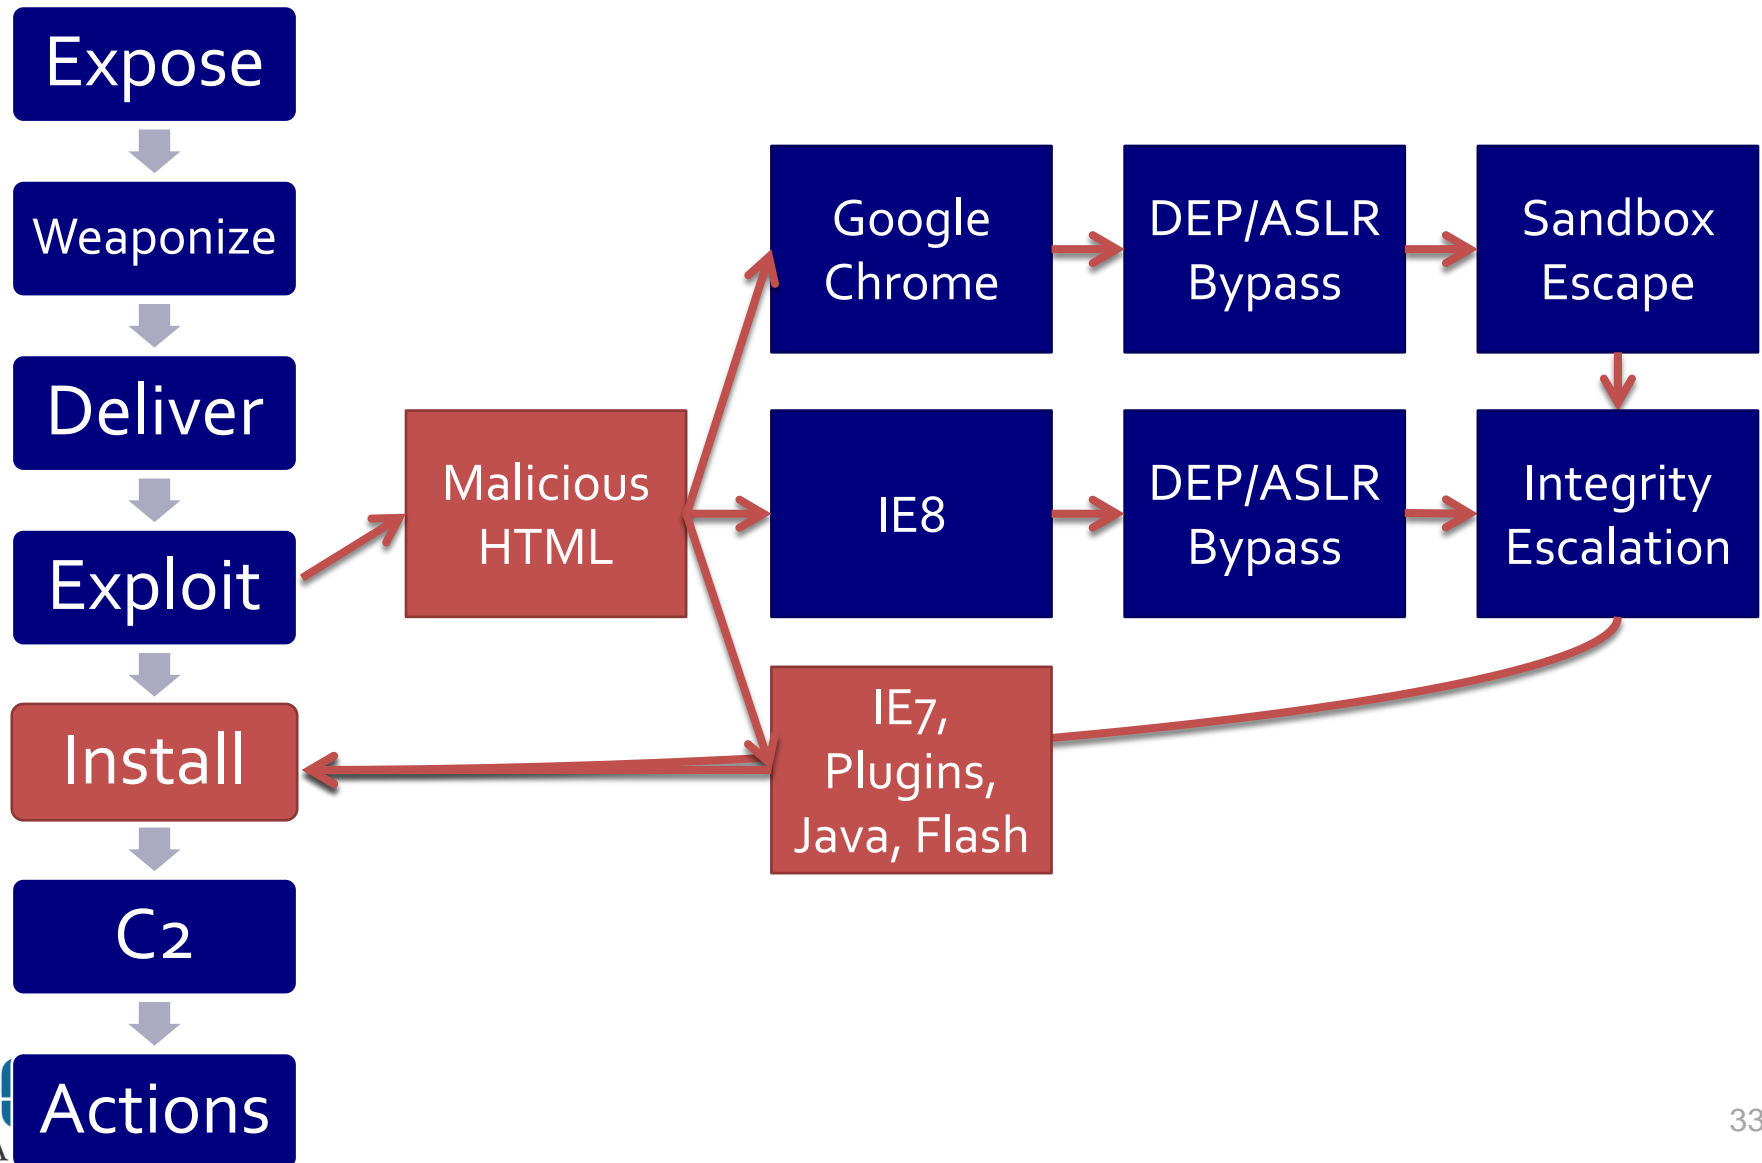 Expose
Weaponize
Deliver
Exploit
Install
C2
Actions
Malicious
HTML
Google
Chrome
DEP/ASLR
Bypass
Sandbox
Escape
IE8
DEP/ASLR
Bypass
Integrity
Escalation
IE7,
Plugins,
Java, Flash
33